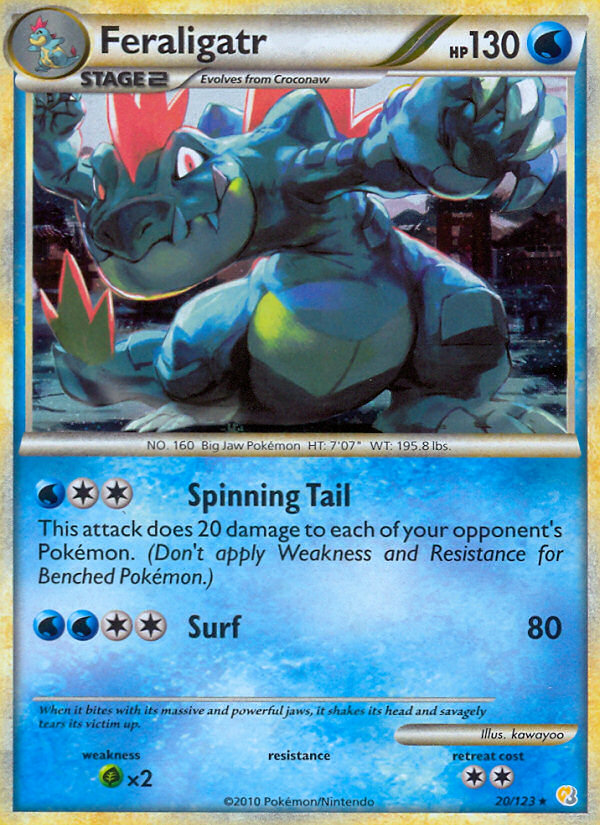 Feraligatr
HP130
STAGE2
Evolves from Croconaw
NO. 160 Big Jaw Pokémon HT: 7'07" WT: 195.8 lbs.
Spinning Tail
This attack does 20 damage to each of your opponent's
Pokémon. (Don't apply Weakness and Resistance for
Benched Pokémon.)
Surf 80
When it bites with its massive and powerful jaws, it shakes its head and savagely
tears its victim up.
Illus. kawayoo
weakness resistance retreat cost
×2
©2010 Pokémon/Nintendo
20/123 ★